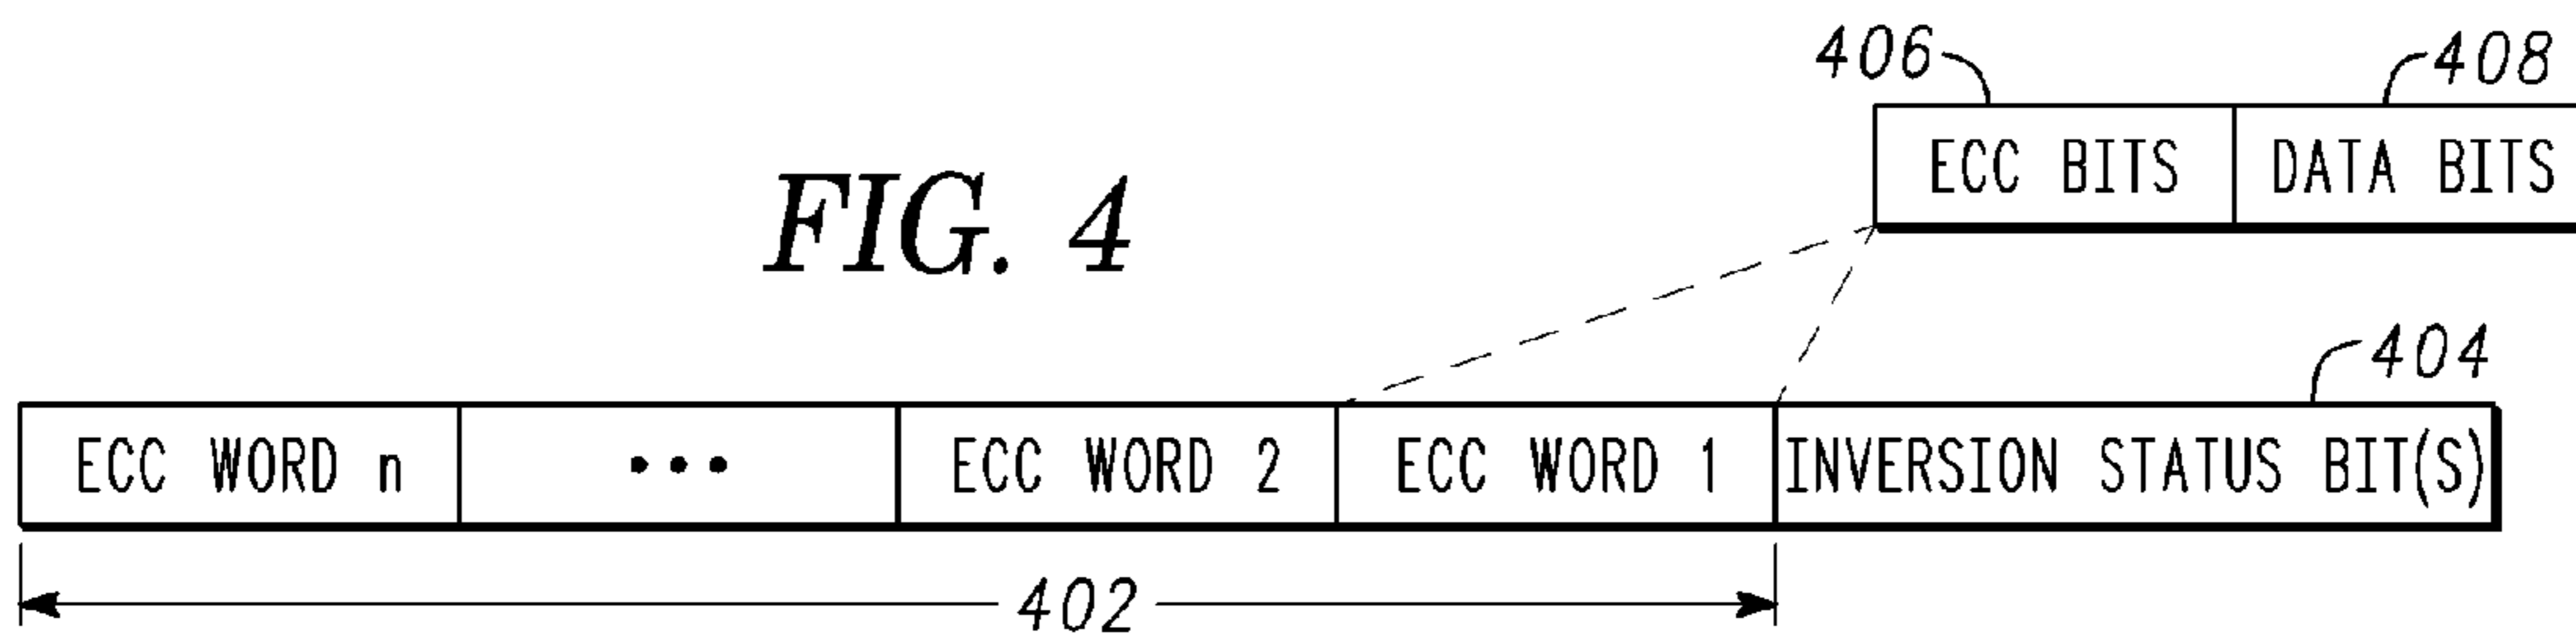 406 408
ECC BITS DATA BITS
FIG. 4
404
ECC WORD n ••• ECC WORD 2 ECC WORD 1 INVERSION STATUS BIT(S)
402